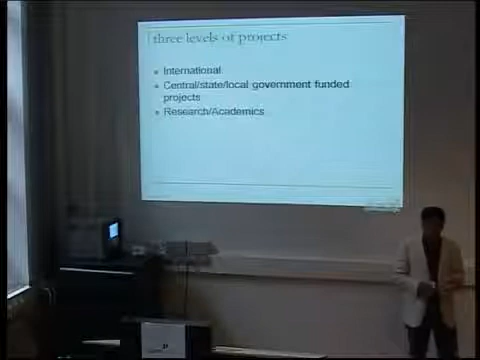 three levels of projects
International
Central/state/local government funded
projects
Research/Academics